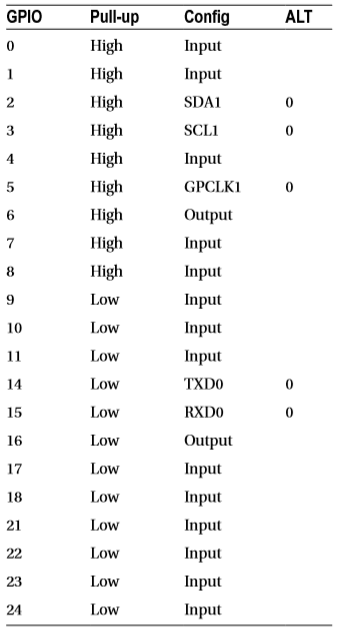 GPIO Pull-up Config ALT
0 High Input
1 High Input
2 High SDA1 0
3 High SCL1 0
4 High Input
5 High GPCLK1 0
6 High Output
7 High Input
8 High Input
9 Low Input
10 Low Input
11 Low Input
14 Low TXD0 0
15 Low RXD0 0
16 Low Output
17 Low Input
18 Low Input
21 Low Input
22 Low Input
23 Low Input
24 Low Input